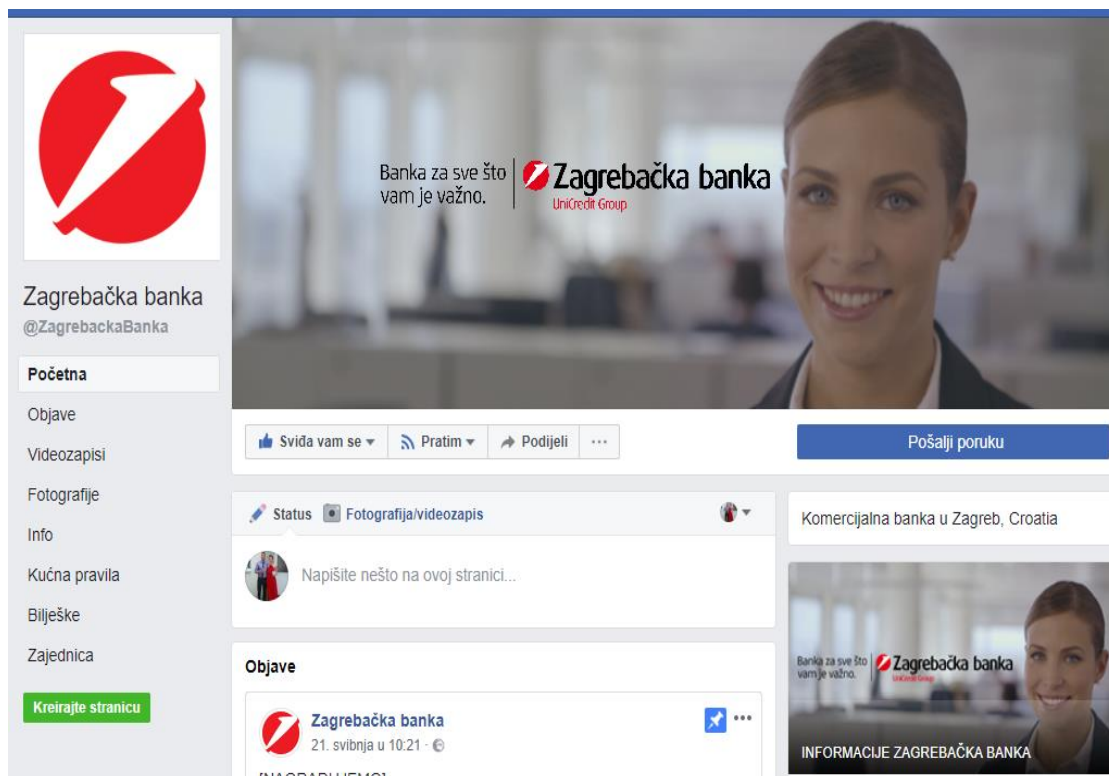 Banka za sve što
vam je važno.
Zagrebačka banka
UniCredit Group
Zagrebačka banka
@ZagrebackaBanka
Početna
Objave
Videozapisi
Fotografije
Info
Kućna pravila
Bilješke
Zajednica
Kreirajte stranicu
Sviđa vam se
Pratim
Podijeli
Pošalji poruku
Status
Fotografija/videozapis
Napišite nešto na ovoj stranici...
Objave
Zagrebačka banka
21. svibnja u 10:21 ·
Komercijalna banka u Zagreb, Croatia
Banka za sve što
vam je važno.
Zagrebačka banka
UniCredit Group
INFORMACIJE ZAGREBAČKA BANKA